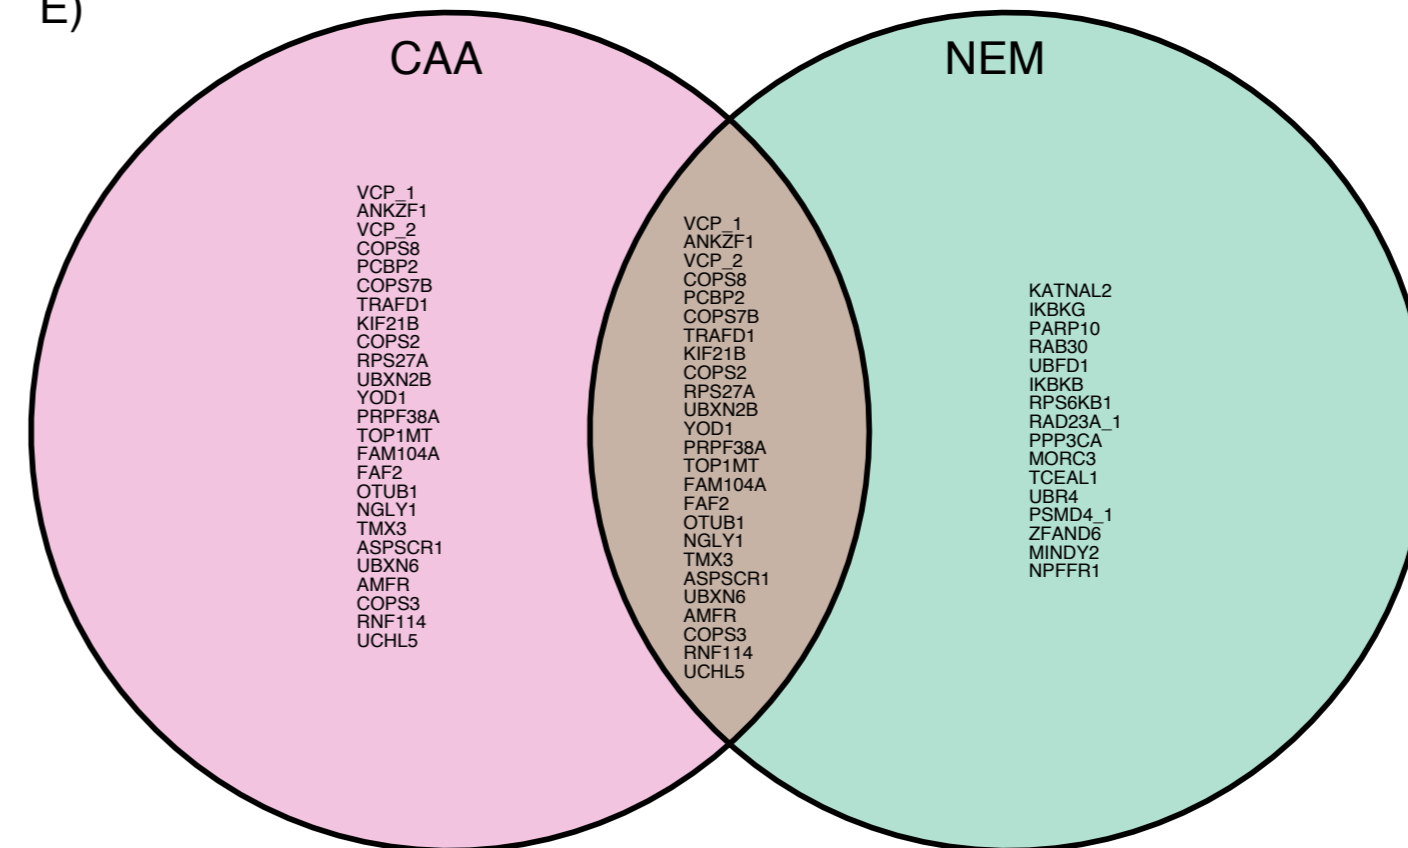 E)
CAA
NEM
VCP_1
ANKZF1
VCP_2
COPS8
PCBP2
COPS7B
TRAFD1
KIF21B
COPS2
RPS27A
UBXN2B
YOD1
PRPF38A
TOP1MT
FAM104A
FAF2
OTUB1
NGLY1
TMX3
ASPSCR1
UBXN6
AMFR
COPS3
RNF114
UCHL5
VCP_1
ANKZF1
VCP_2
COPS8
PCBP2
COPS7B
TRAFD1
KIF21B
COPS2
RPS27A
UBXN2B
YOD1
PRPF38A
TOP1MT
FAM104A
FAF2
OTUB1
NGLY1
TMX3
ASPSCR1
UBXN6
AMFR
COPS3
RNF114
UCHL5
KATNAL2
IKBKG
PARP10
RAB30
UBFD1
IKBKB
RPS6KB1
RAD23A_1
PPP3CA
MORC3
TCEAL1
UBR4
PSMD4_1
ZFAND6
MINDY2
NPFFR1